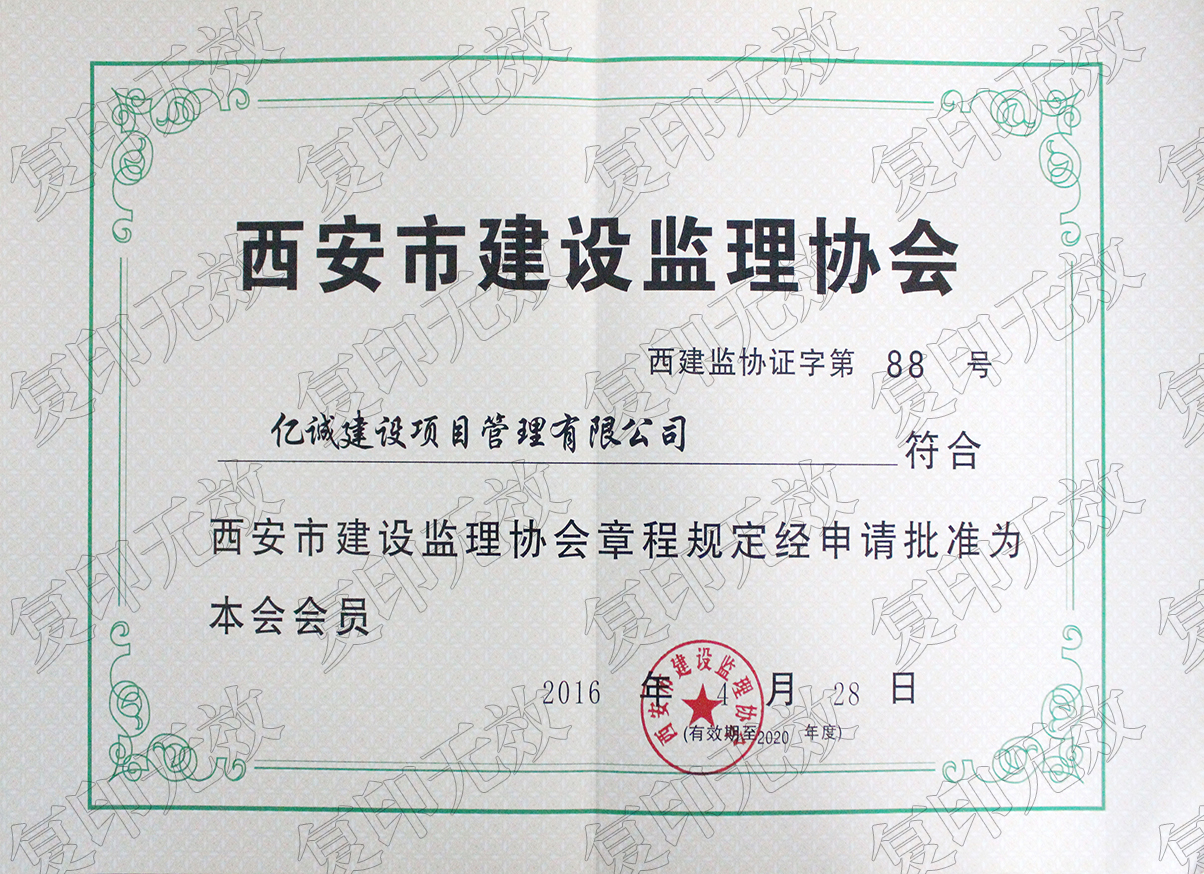 西安市建设监理协会
西建监协证字第 88 号
亿诚建设项目管理有限公司 符合
西安市建设监理协会章程规定经申请批准为
本会会员
2016 年 4 月 28 日
(有效期至2020 年度)
西安市建设监理协会
复印无效